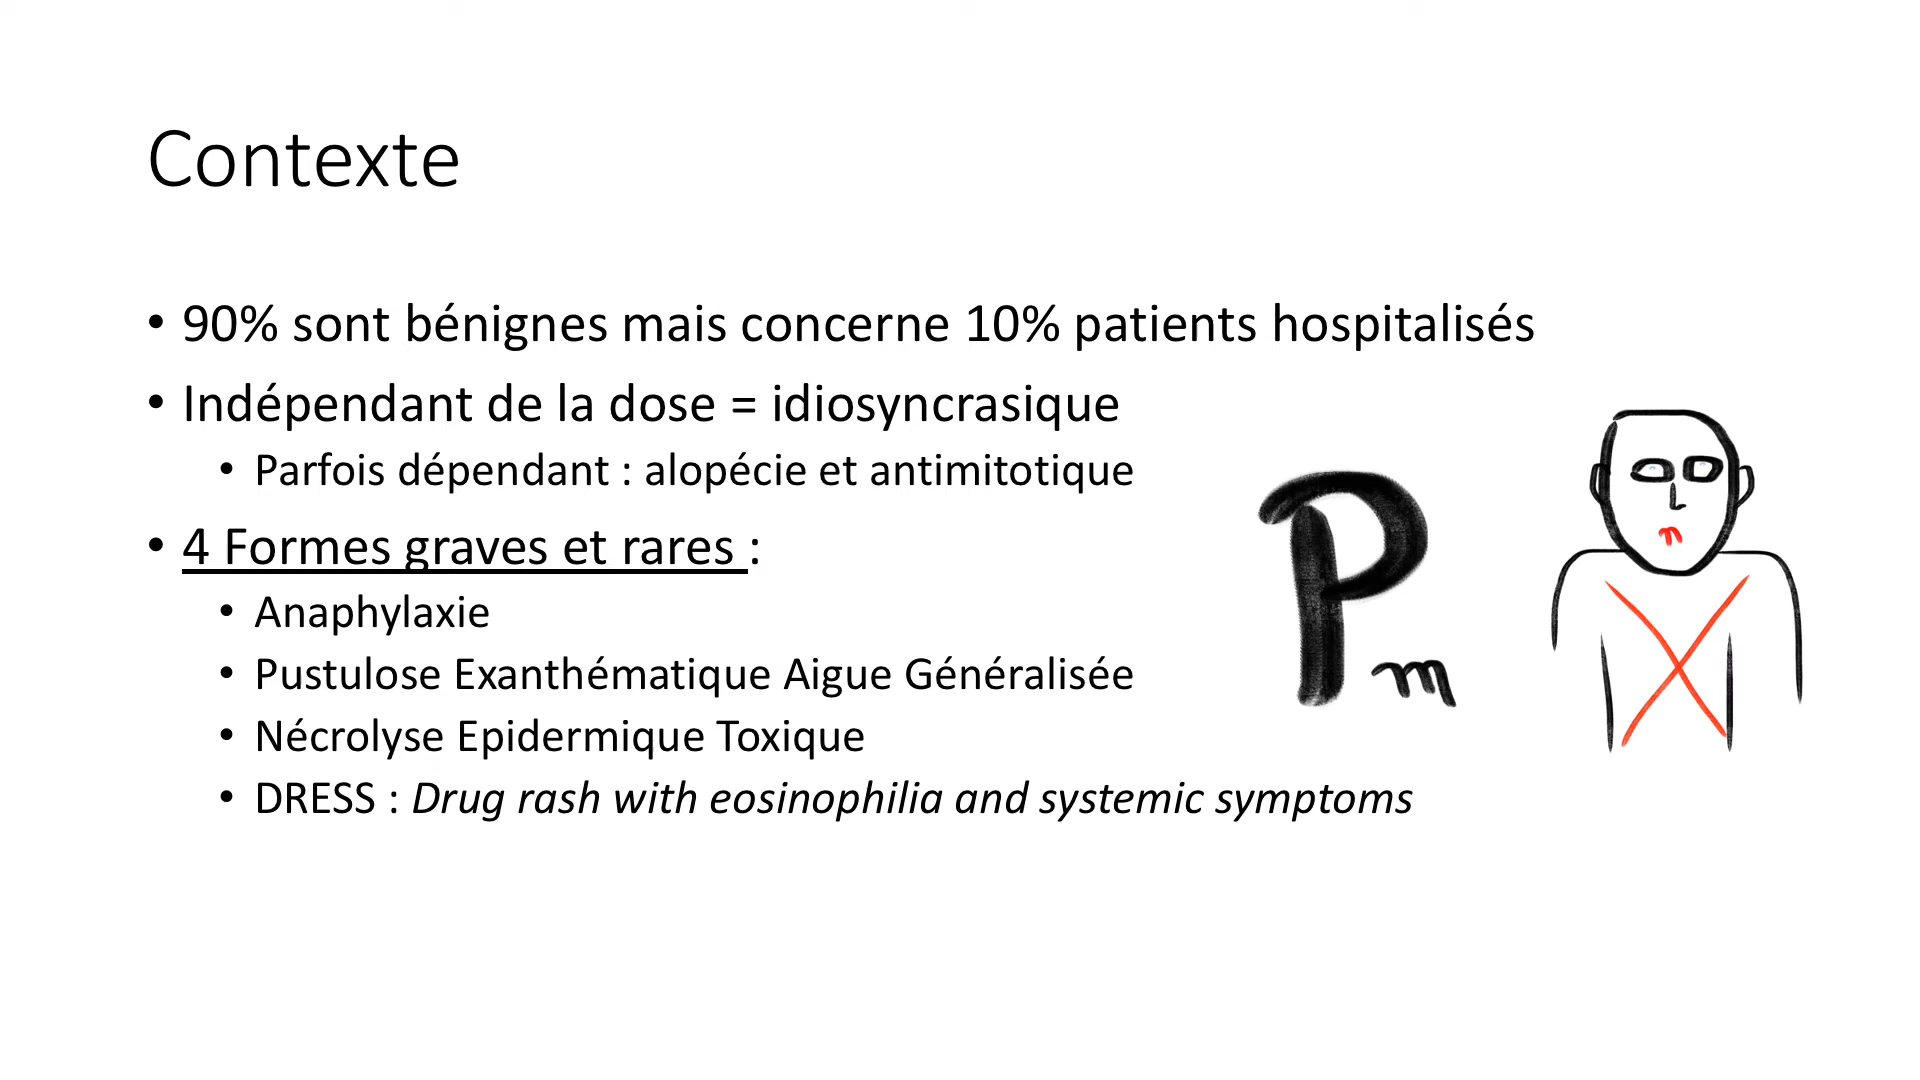 Contexte
• 90% sont bénignes mais concerne 10% patients hospitalisés
• Indépendant de la dose = idiosyncrasique
• Parfois dépendant : alopécie et antimitotique
• 4 Formes graves et rares :
• Anaphylaxie
• Pustulose Exanthématique Aigue Généralisée
• Nécrolyse Epidermique Toxique
• DRESS : Drug rash with eosinophilia and systemic symptoms
Pm